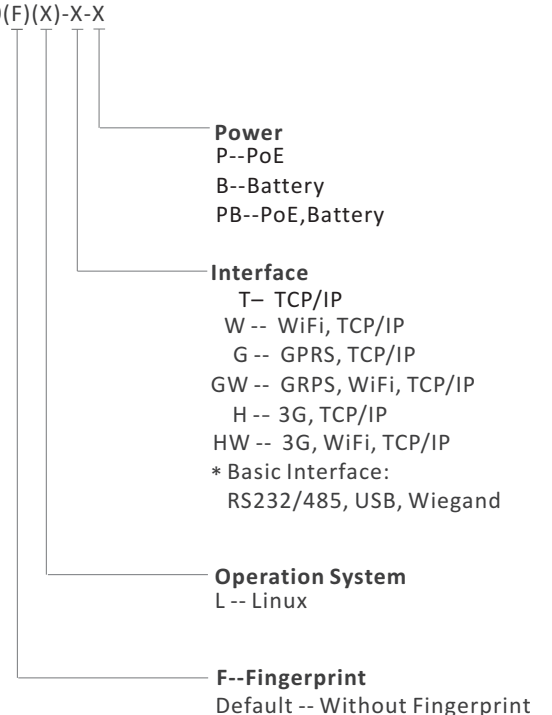 (F)(X)-X-X
Power
P--PoE
B--Battery
PB--PoE,Battery
Interface
T– TCP/IP
W -- WiFi, TCP/IP
G -- GPRS, TCP/IP
GW -- GRPS, WiFi, TCP/IP
H -- 3G, TCP/IP
HW -- 3G, WiFi, TCP/IP
* Basic Interface:
RS232/485, USB, Wiegand
Operation System
L -- Linux
F--Fingerprint
Default -- Without Fingerprint